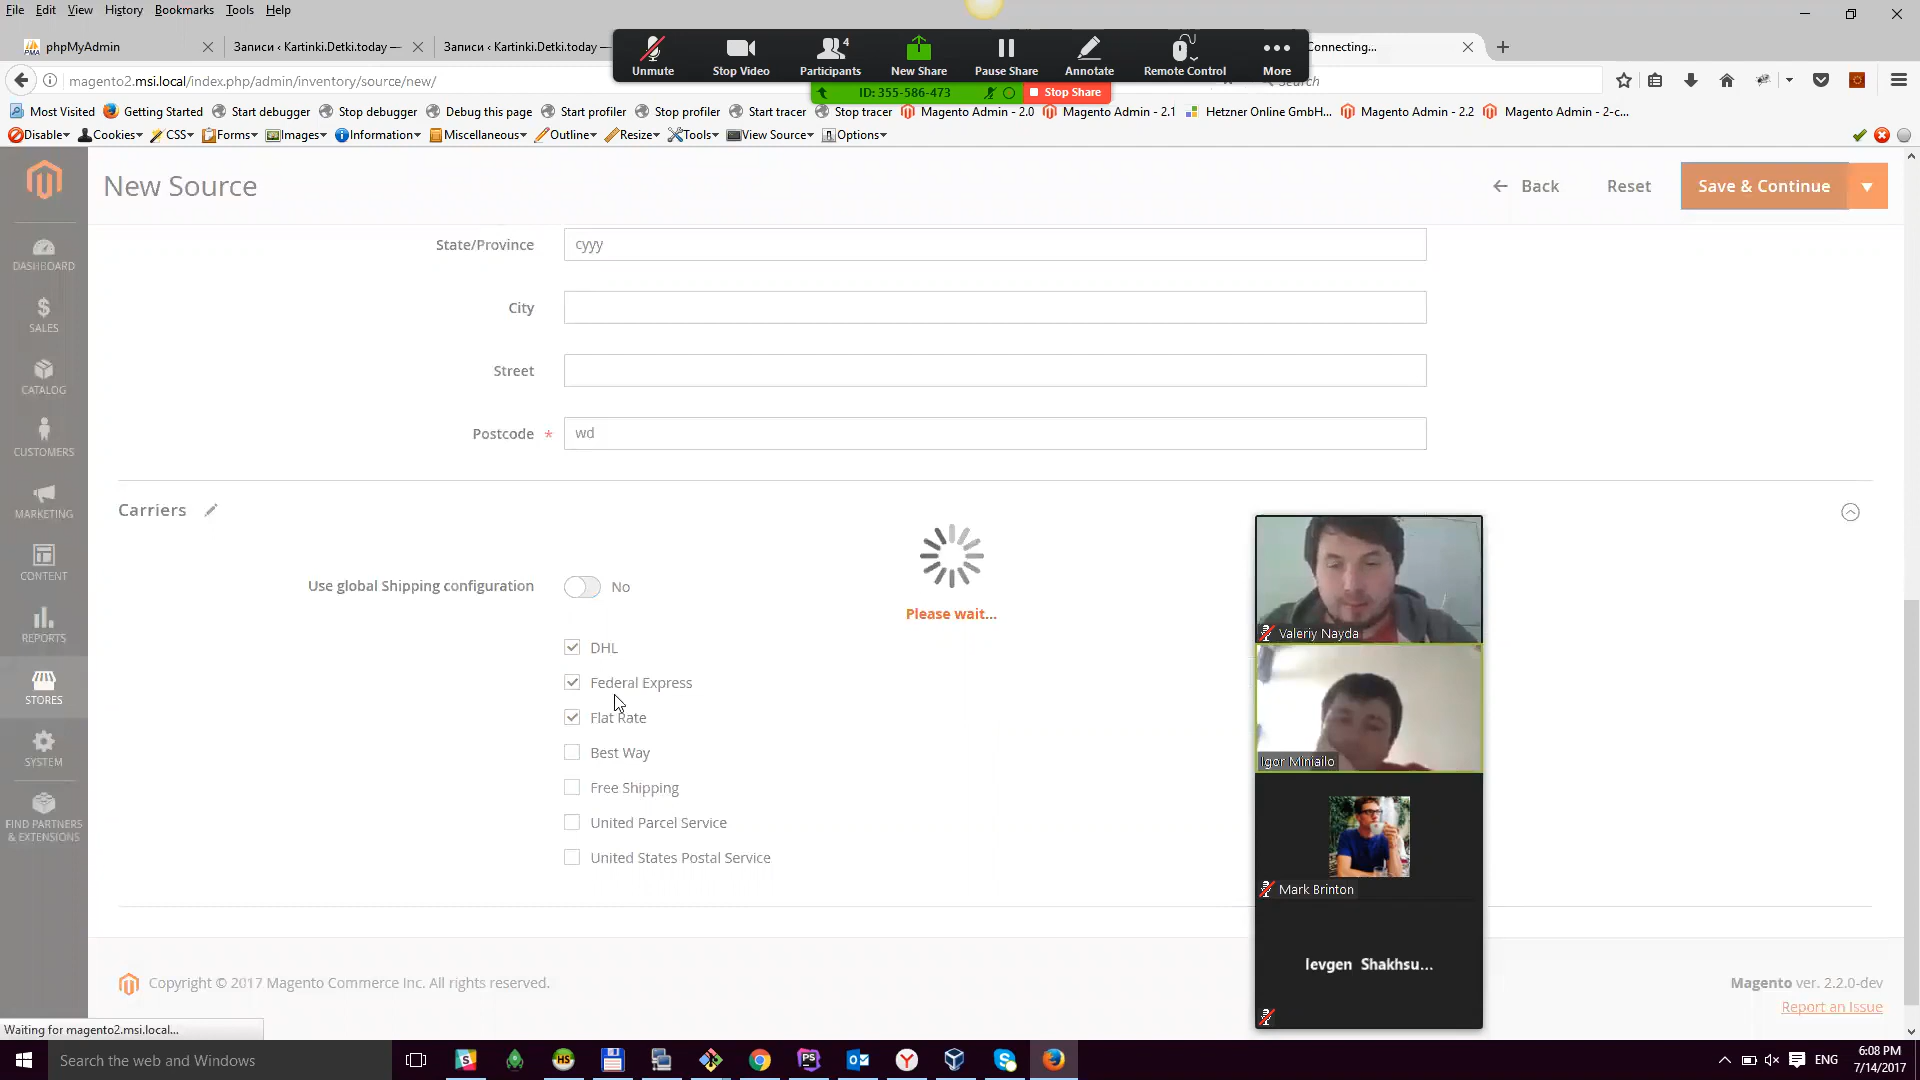 File Edit View History Bookmarks Tools Help
phpMyAdmin
Записи ‹ Kartinki.Detki.today —
Записи ‹ Kartinki.Detki.today —
Connecting...
Unmute
Stop Video
4
Participants
New Share
Pause Share
Annotate
Remote Control
More
magento2.msi.local/index.php/admin/inventory/source/new/
Search
ID: 355-586-473
Stop Share
Most Visited Getting Started Start debugger Stop debugger Debug this page Start profiler Stop profiler Start tracer Stop tracer Magento Admin - 2.0 Magento Admin - 2.1 Hetzner Online GmbH... Magento Admin - 2.2 Magento Admin - 2-c...
Disable Cookies CSS Forms Images Information Miscellaneous Outline Resize Tools View Source Options
New Source
Back
Reset
Save & Continue
DASHBOARD
SALES
CATALOG
CUSTOMERS
MARKETING
CONTENT
REPORTS
STORES
SYSTEM
FIND PARTNERS
& EXTENSIONS
State/Province cyyy
City
Street
Postcode * wd
Carriers
Use global Shipping configuration No
DHL
Federal Express
Flat Rate
Best Way
Free Shipping
United Parcel Service
United States Postal Service
Please wait...
Valeriy Nayda
Igor Miniailo
Mark Brinton
Ievgen Shakhsu...
Copyright © 2017 Magento Commerce Inc. All rights reserved.
Magento ver. 2.2.0-dev
Report an Issue
Waiting for magento2.msi.local...
Search the web and Windows
HS
PS
ENG
6:08 PM
7/14/2017